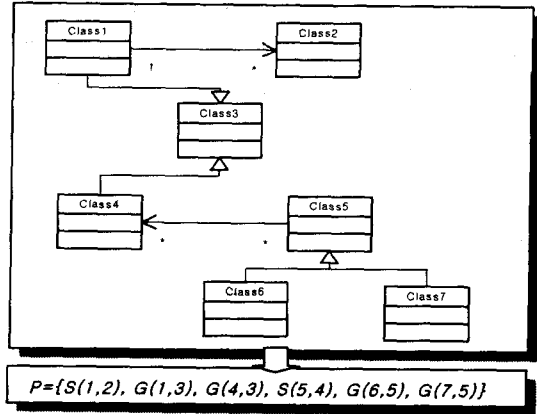 Class1
Class2
1 *
Class3
Class4
Class5
* *
Class6
Class7
P={S(1,2), G(1,3), G(4,3), S(5,4), G(6,5), G(7,5)}